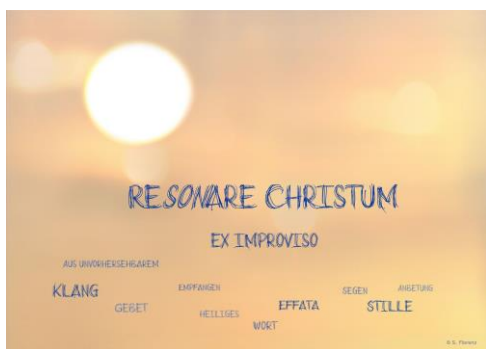 RESONARE CHRISTUM
EX IMPROVISO
AUS UNVORHERSEHBAREM
KLANG
EMPFANGEN
SEGEN
ANBETUNG
GEBET
HEILIGES
EFFATA
STILLE
WORT